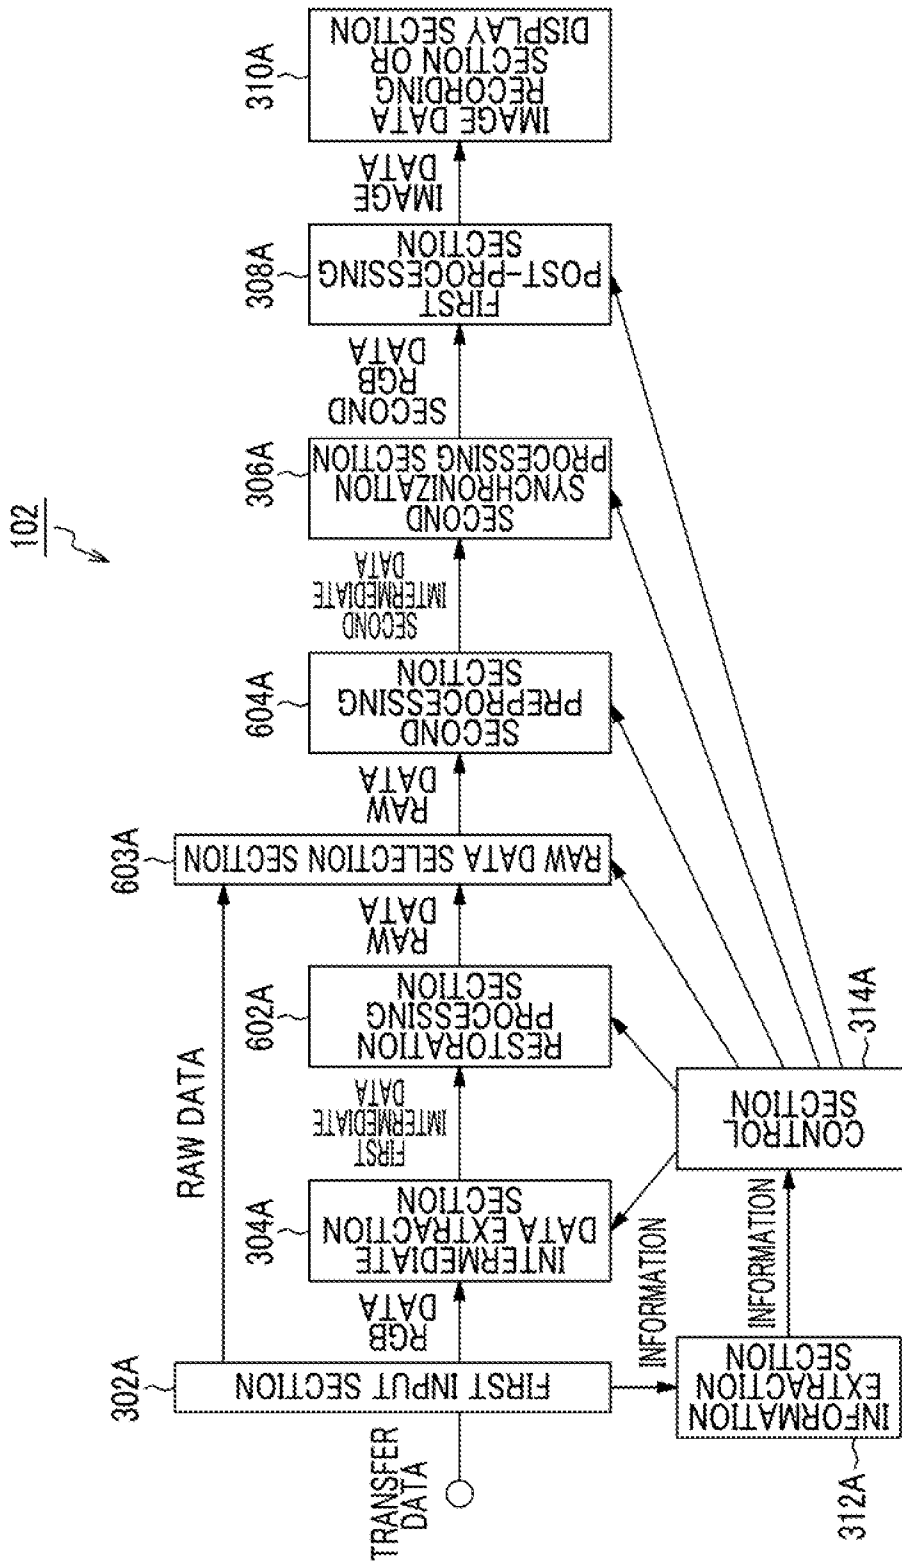 102
TRANSFER
DATA
302A
FIRST INPUT SECTION
RAW DATA
RGB
DATA
304A
INTERMEDIATE
DATA EXTRACTION
SECTION
FIRST
IMTERMEDIATE
DATA
602A
RESTORATION
PROCESSING
SECTION
RAW
DATA
603A
RAW DATA SELECTION SECTION
RAW
DATA
604A
SECOND
PREPROCESSING
SECTION
SECOND
IMTERMEDIATE
DATA
306A
SECOND
SYNCHRONIZATION
PROCESSING SECTION
SECOND
RGB
DATA
308A
FIRST
POST-PROCESSING
SECTION
IMAGE
DATA
310A
IMAGE DATA
RECORDING
SECTION OR
DISPLAY SECTION
INFORMATION
312A
INFORMATION
EXTRACTION
SECTION
INFORMATION
CONTROL
SECTION
314A